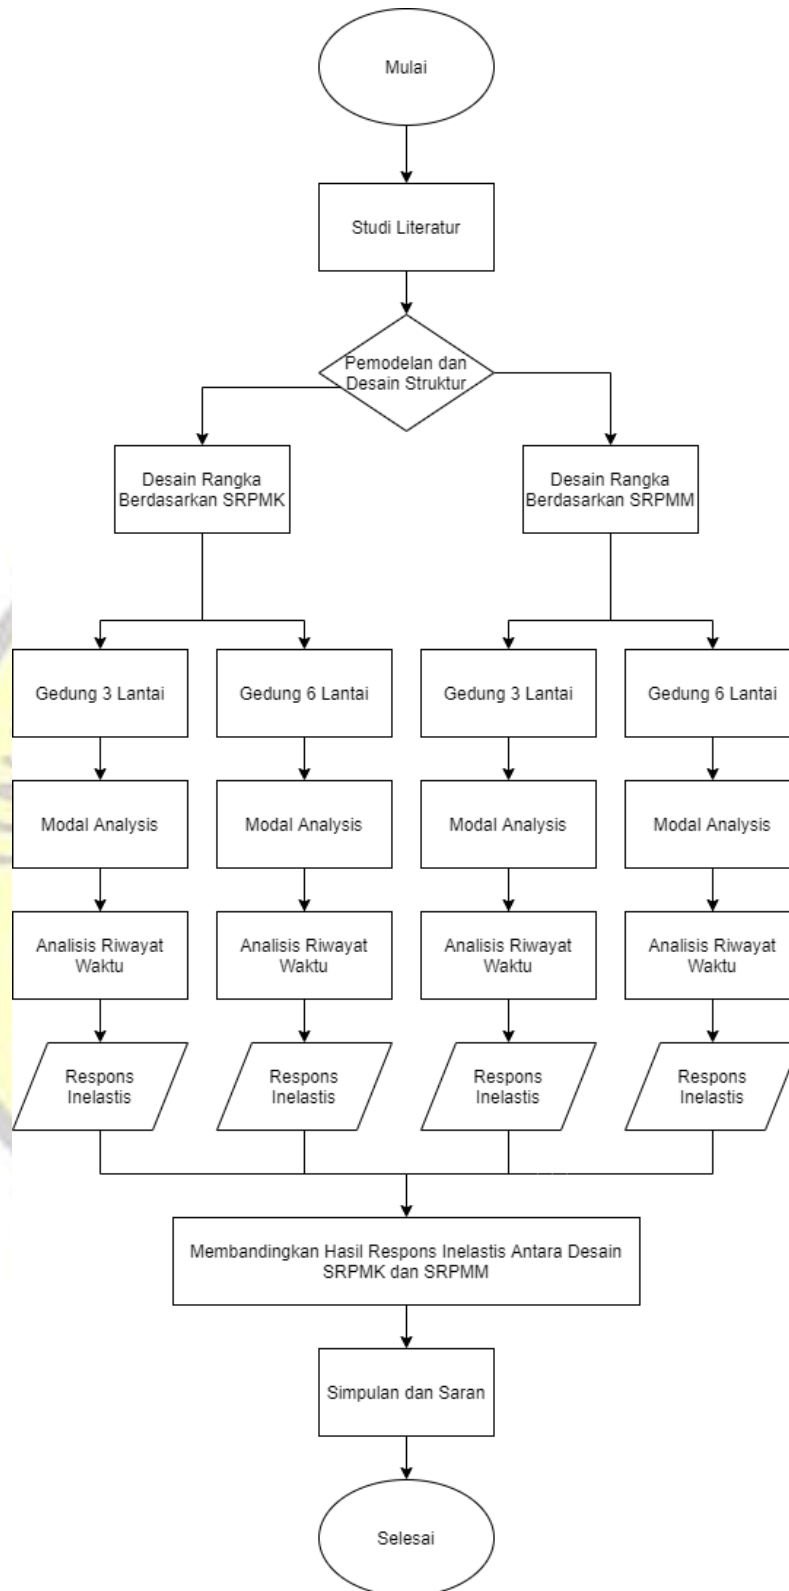 Mulai
Studi Literatur
Pemodelan dan
Desain Struktur
Desain Rangka
Berdasarkan SRPMK
Desain Rangka
Berdasarkan SRPMM
Gedung 3 Lantai
Gedung 6 Lantai
Gedung 3 Lantai
Gedung 6 Lantai
Modal Analysis
Modal Analysis
Modal Analysis
Modal Analysis
Analisis Riwayat
Waktu
Analisis Riwayat
Waktu
Analisis Riwayat
Waktu
Analisis Riwayat
Waktu
Respons
Inelastis
Respons
Inelastis
Respons
Inelastis
Respons
Inelastis
Membandingkan Hasil Respons Inelastis Antara Desain
SRPMK dan SRPMM
Simpulan dan Saran
Selesai